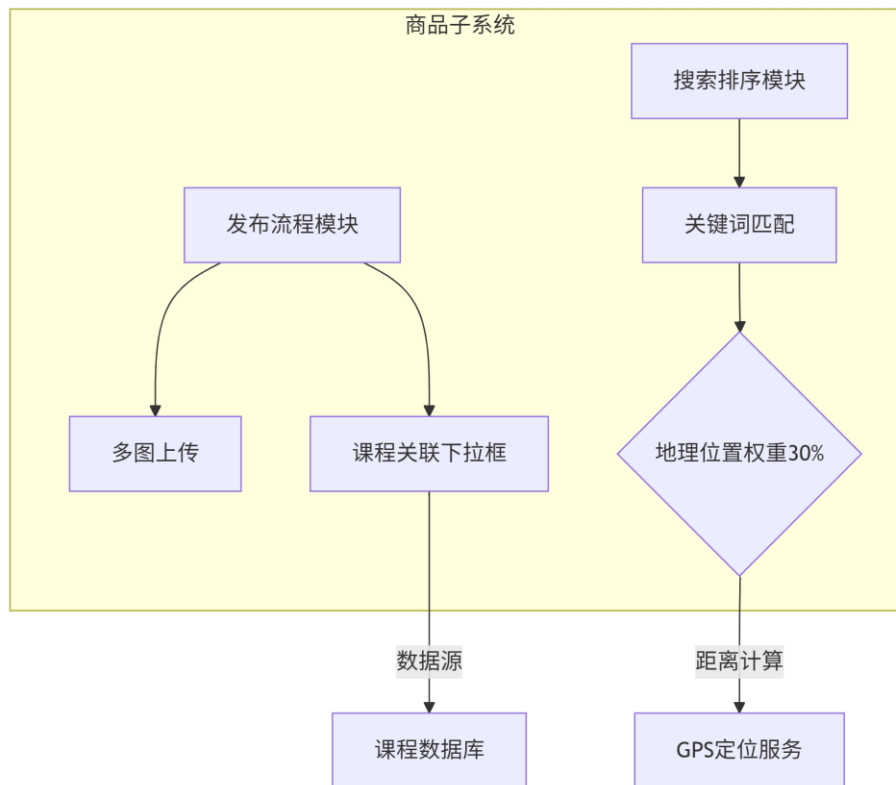 商品子系统
搜索排序模块
发布流程模块
关键词匹配
多图上传
课程关联下拉框
地理位置权重30%
数据源
距离计算
课程数据库
GPS定位服务